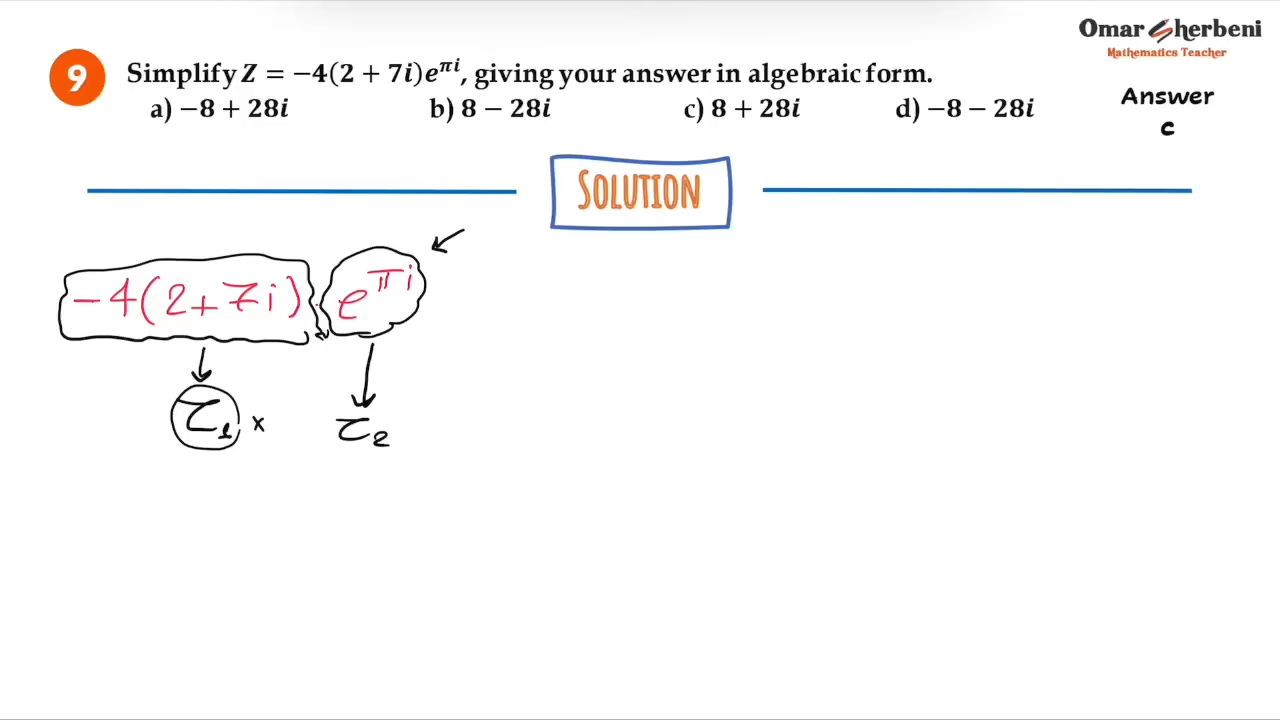 Omar Sherbeni
Mathematics Teacher
9 Simplify Z = −4(2 + 7i)e^{πi}, giving your answer in algebraic form.
a) −8 + 28i b) 8 − 28i c) 8 + 28i d) −8 − 28i
Answer
c
SOLUTION
−4(2+7i) · e^{πi}
Z₁ × Z₂